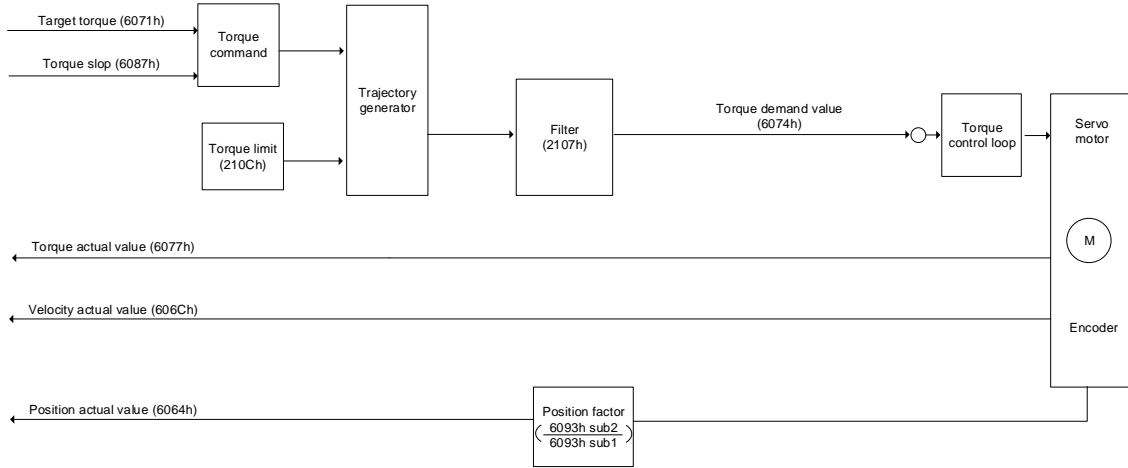 Target torque (6071h)
Torque slop (6087h)
Torque
command
Torque limit
(210Ch)
Trajectory
generator
Filter
(2107h)
Torque demand value
(6074h)
Torque
control loop
Servo
motor
M
Encoder
Torque actual value (6077h)
Velocity actual value (606Ch)
Position actual value (6064h)
Position factor
( 6093h sub2
6093h sub1 )